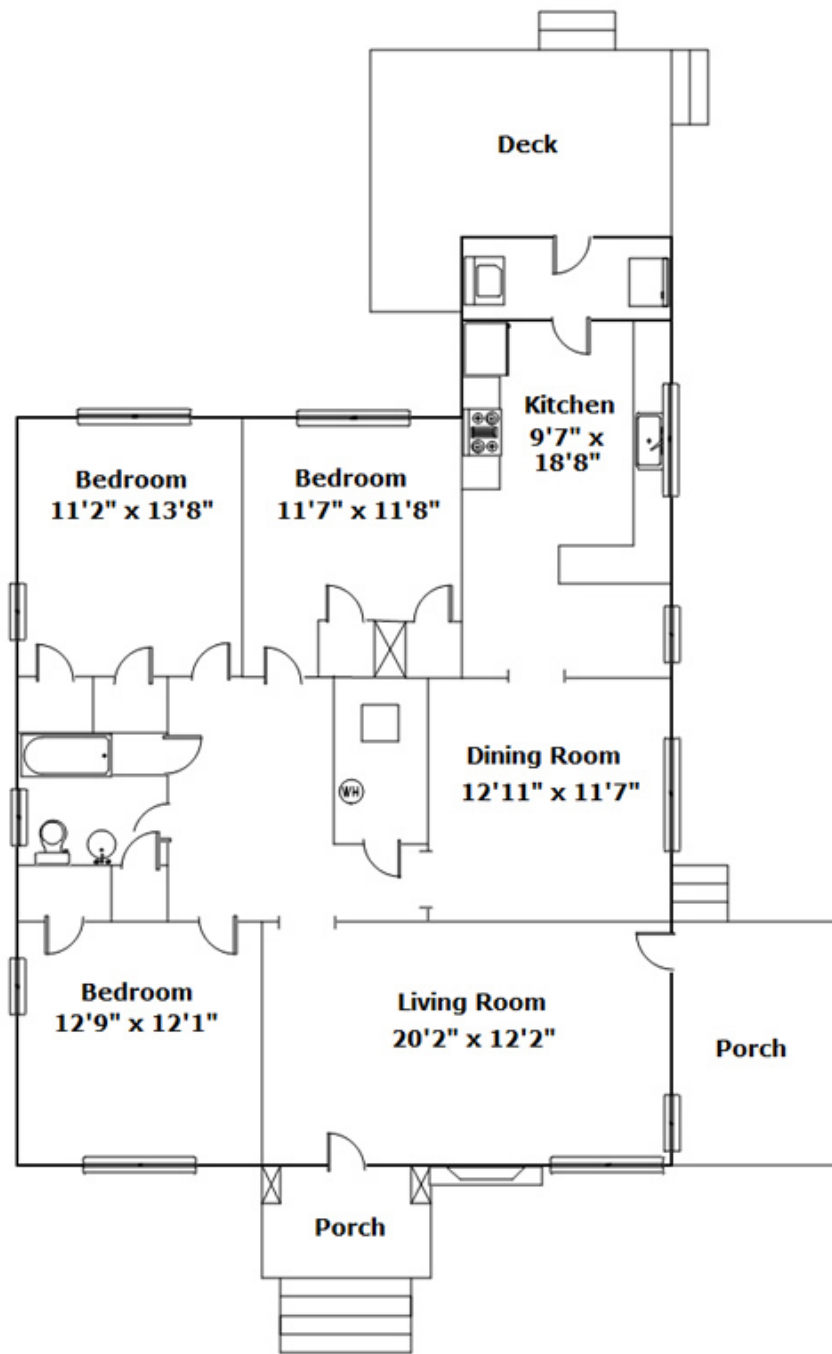 Deck
Kitchen
9'7" x
18'8"
Bedroom
11'2" x 13'8"
Bedroom
11'7" x 11'8"
Dining Room
12'11" x 11'7"
WH
Bedroom
12'9" x 12'1"
Living Room
20'2" x 12'2"
Porch
Porch